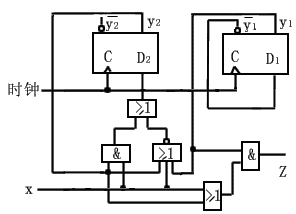 y̅₂ y₂ y̅₁ y₁
C D₂ C D₁
时钟
≥1
& ≥1 &
Z
x ≥1